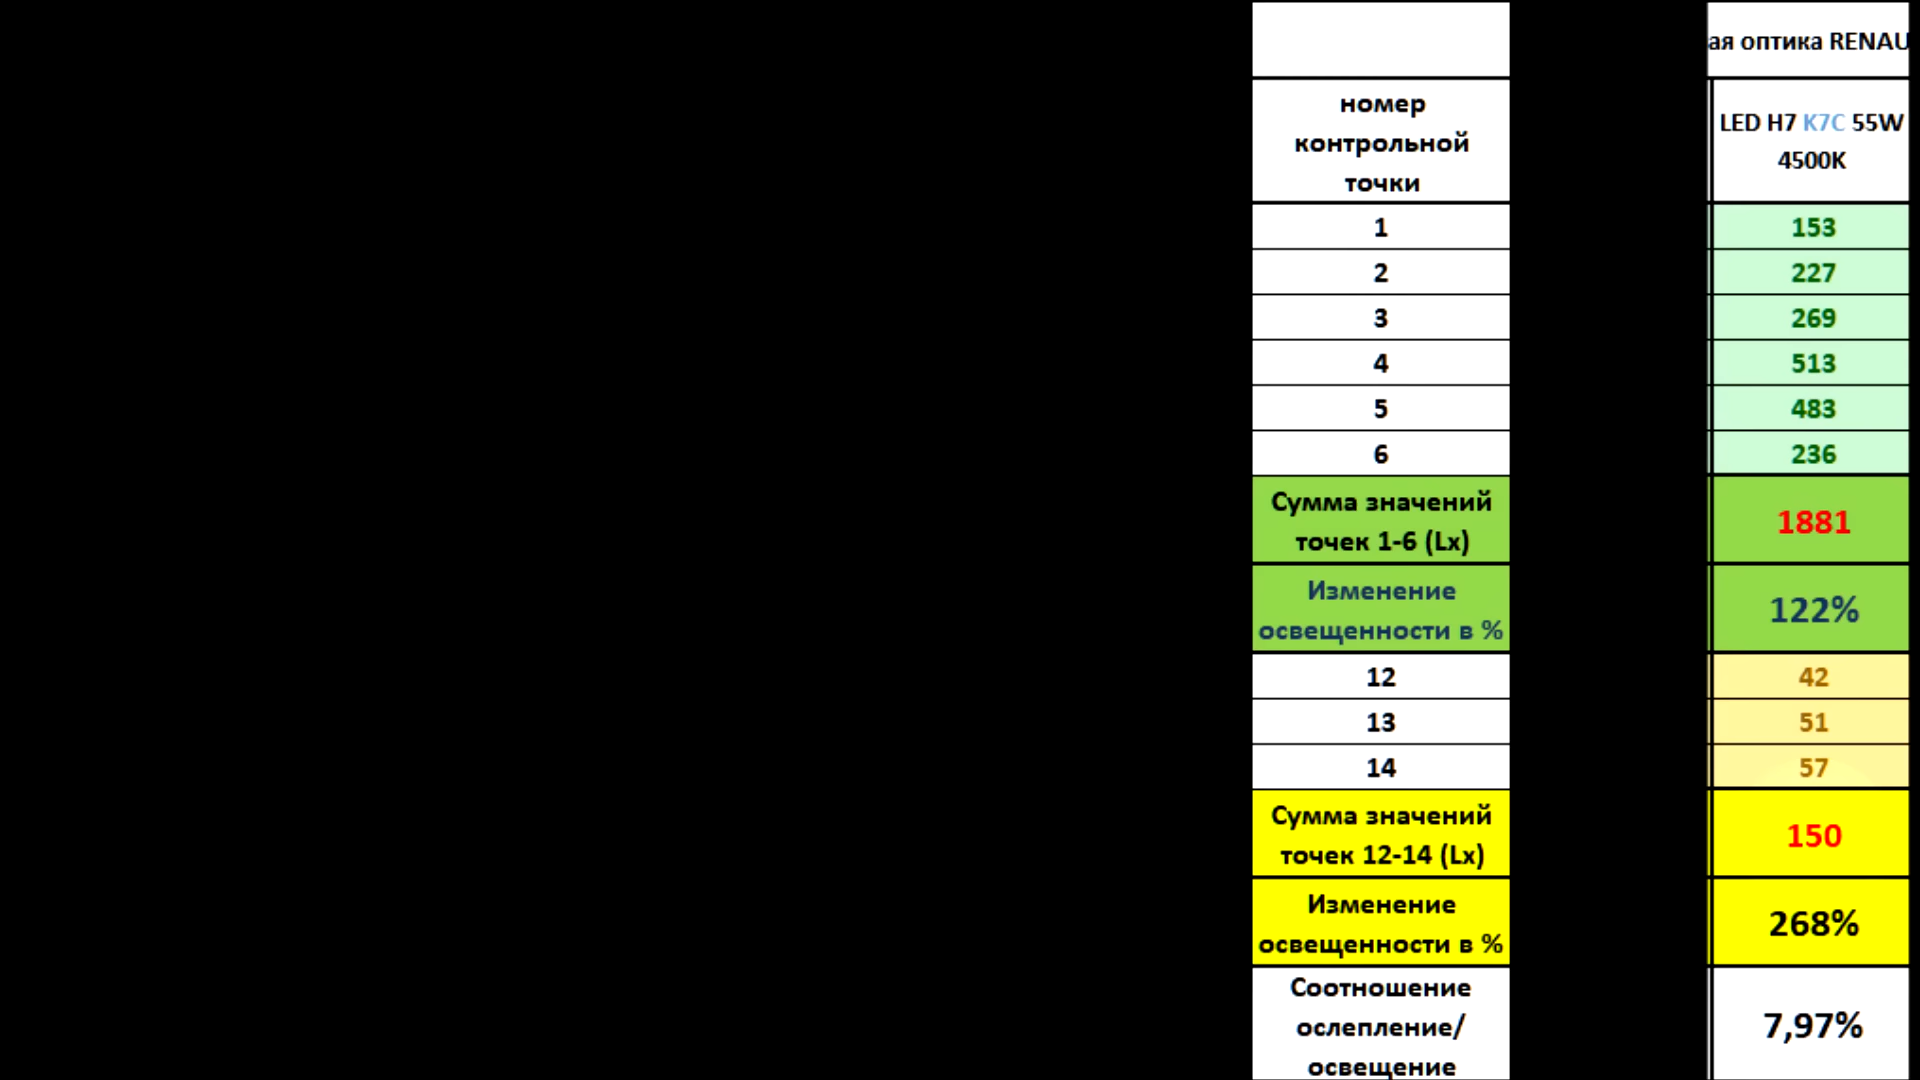 ая оптика RENAU
номер
контрольной
точки
LED H7 K7C 55W
4500K
1 153
2 227
3 269
4 513
5 483
6 236
Сумма значений
точек 1-6 (Lx)
1881
Изменение
освещенности в %
122%
12 42
13 51
14 57
Сумма значений
точек 12-14 (Lx)
150
Изменение
освещенности в %
268%
Соотношение
ослепление/
освещение
7,97%